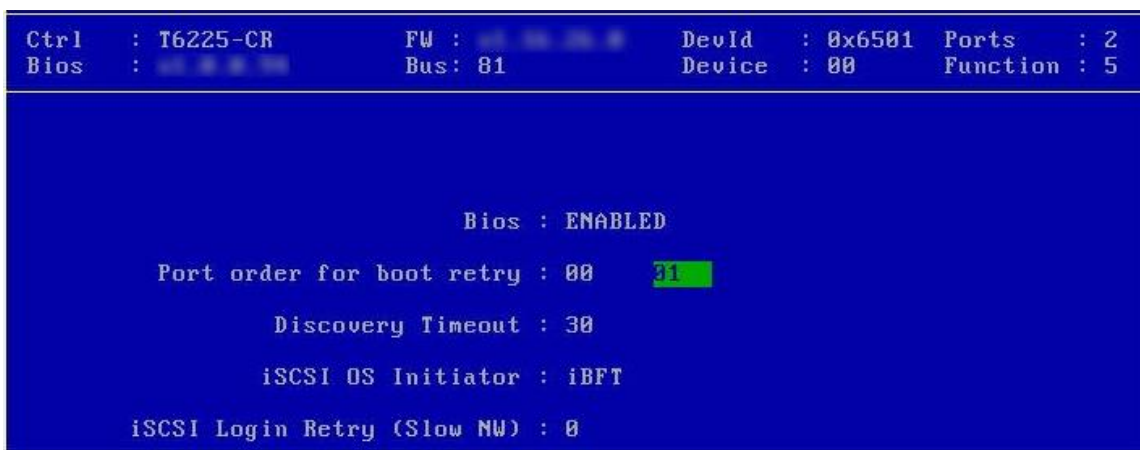 Ctrl : T6225-CR FW : DevId : 0x6501 Ports : 2
Bios : Bus: 81 Device : 00 Function : 5
Bios : ENABLED
Port order for boot retry : 00 01
Discovery Timeout : 30
iSCSI OS Initiator : iBFT
iSCSI Login Retry (Slow NW) : 0